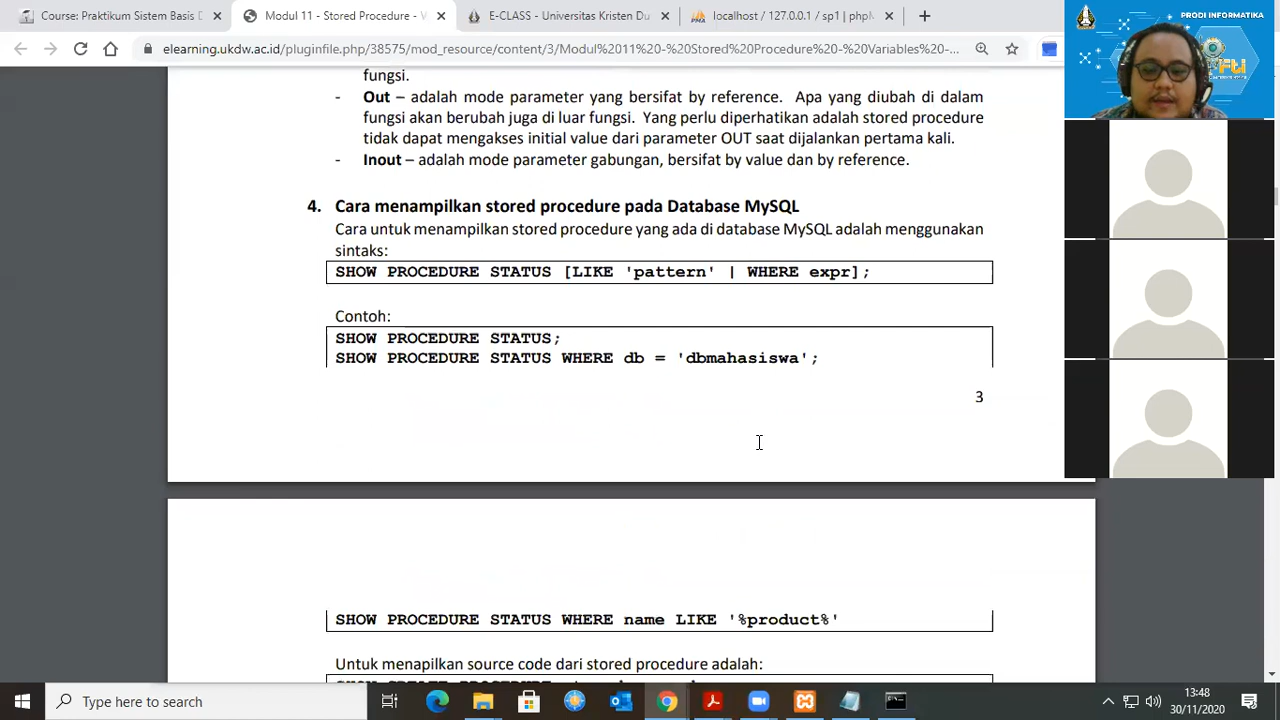 Course: Praktikum Sistem Basis D
Modul 11 - Stored Procedure - V
E-CLASS - Universitas Kristen Du
localhost / 127.0.0.1 / sp1 | php
elearning.ukdw.ac.id/pluginfile.php/38575/mod_resource/content/3/Modul%2011%20-%20Stored%20Procedure%20-%20Variables%20-...
PRODI INFORMATIKA
fti
fungsi.
- Out – adalah mode parameter yang bersifat by reference. Apa yang diubah di dalam
fungsi akan berubah juga di luar fungsi. Yang perlu diperhatikan adalah stored procedure
tidak dapat mengakses initial value dari parameter OUT saat dijalankan pertama kali.
- Inout – adalah mode parameter gabungan, bersifat by value dan by reference.
4. Cara menampilkan stored procedure pada Database MySQL
Cara untuk menampilkan stored procedure yang ada di database MySQL adalah menggunakan
sintaks:
SHOW PROCEDURE STATUS [LIKE 'pattern' | WHERE expr];
Contoh:
SHOW PROCEDURE STATUS;
SHOW PROCEDURE STATUS WHERE db = 'dbmahasiswa';
3
SHOW PROCEDURE STATUS WHERE name LIKE '%product%'
Untuk menapilkan source code dari stored procedure adalah:
Type here to search
13:48
30/11/2020